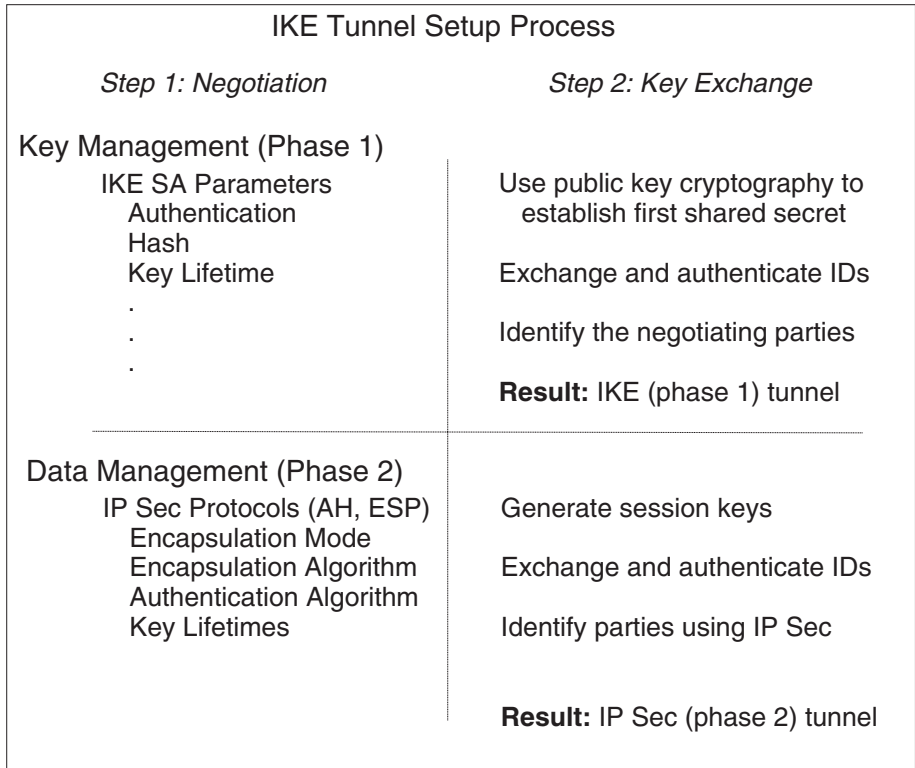 IKE Tunnel Setup Process
Step 1: Negotiation
Step 2: Key Exchange
Key Management (Phase 1)
IKE SA Parameters
Authentication
Hash
Key Lifetime
.
.
.
Use public key cryptography to
establish first shared secret
Exchange and authenticate IDs
Identify the negotiating parties
Result: IKE (phase 1) tunnel
Data Management (Phase 2)
IP Sec Protocols (AH, ESP)
Encapsulation Mode
Encapsulation Algorithm
Authentication Algorithm
Key Lifetimes
Generate session keys
Exchange and authenticate IDs
Identify parties using IP Sec
Result: IP Sec (phase 2) tunnel